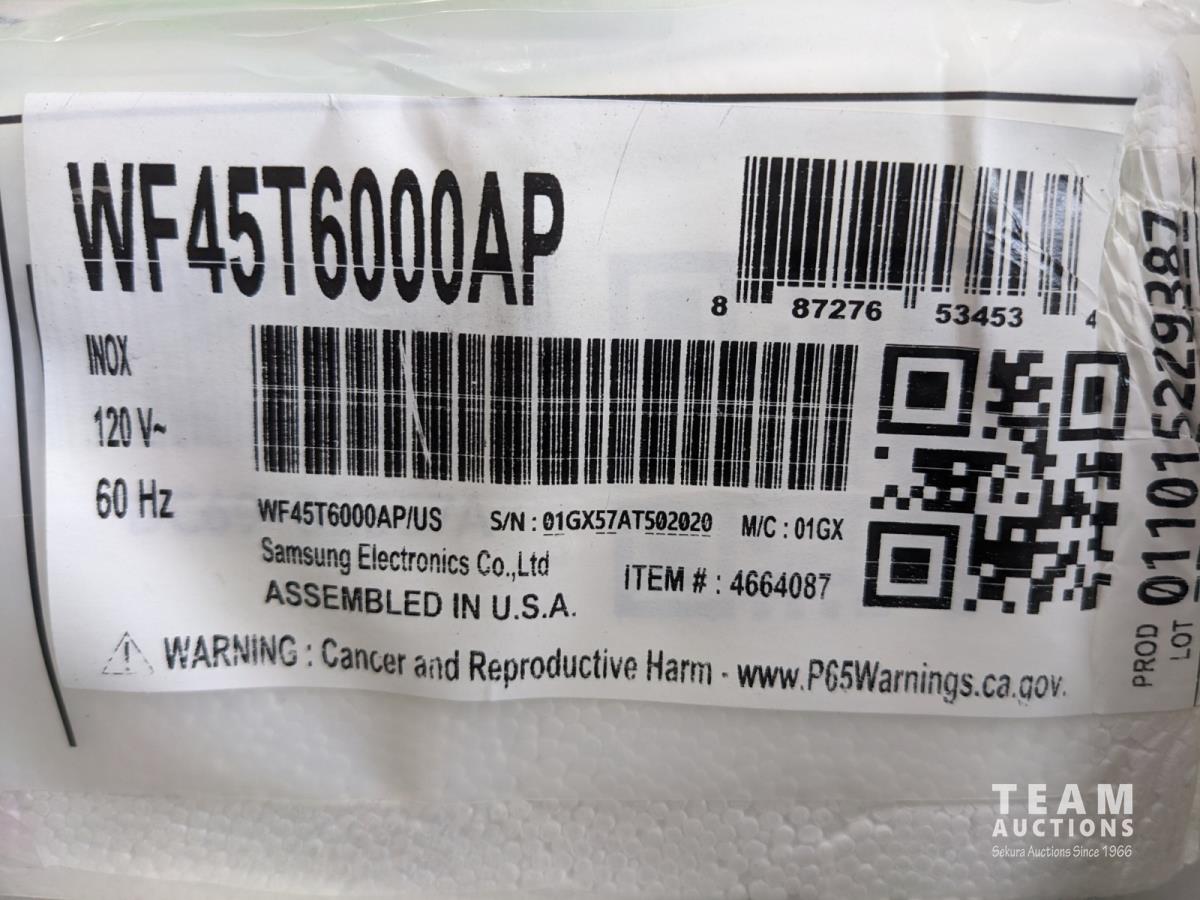 WF45T6000AP
8 87276 53453 4
INOX
120 V~
60 Hz
WF45T6000AP/US S/N : 01GX57AT502020 M/C : 01GX
Samsung Electronics Co.,Ltd
ITEM # : 4664087
ASSEMBLED IN U.S.A.
WARNING : Cancer and Reproductive Harm - www.P65Warnings.ca.gov.
PROD 01101529387
LOT
TEAM
AUCTIONS
Sekura Auctions Since 1966